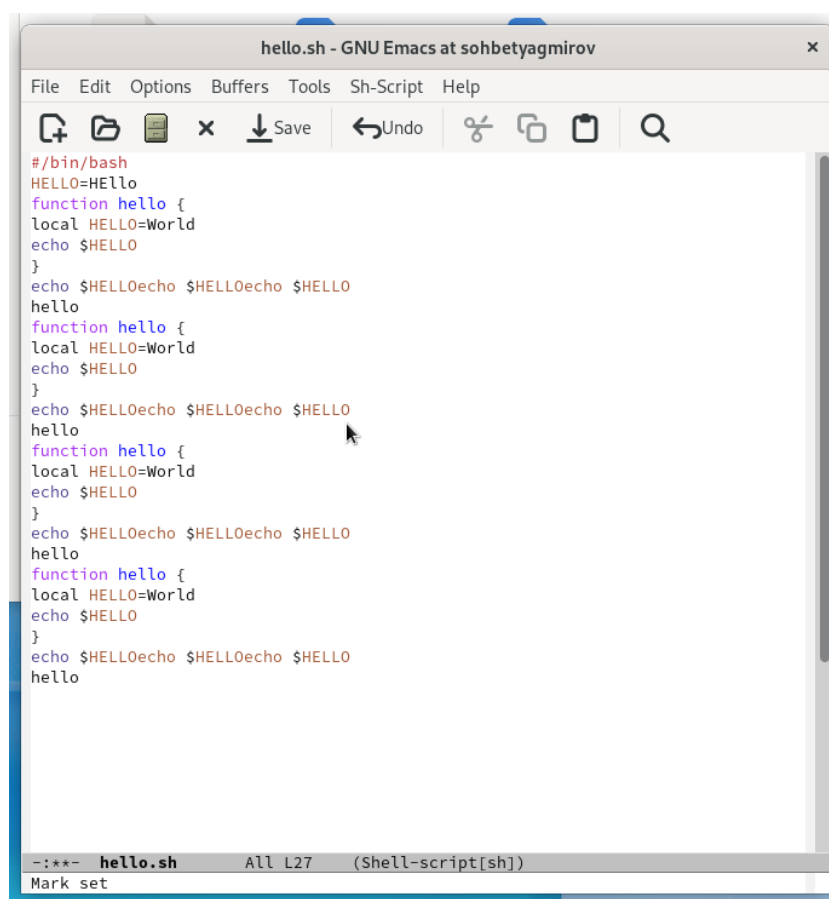 hello.sh - GNU Emacs at sohbetyagmirov
File Edit Options Buffers Tools Sh-Script Help
Save Undo
#/bin/bash
HELLO=HEllo
function hello {
local HELLO=World
echo $HELLO
}
echo $HELLOecho $HELLOecho $HELLO
hello
function hello {
local HELLO=World
echo $HELLO
}
echo $HELLOecho $HELLOecho $HELLO
hello
function hello {
local HELLO=World
echo $HELLO
}
echo $HELLOecho $HELLOecho $HELLO
hello
function hello {
local HELLO=World
echo $HELLO
}
echo $HELLOecho $HELLOecho $HELLO
hello
-:**- hello.sh All L27 (Shell-script[sh])
Mark set